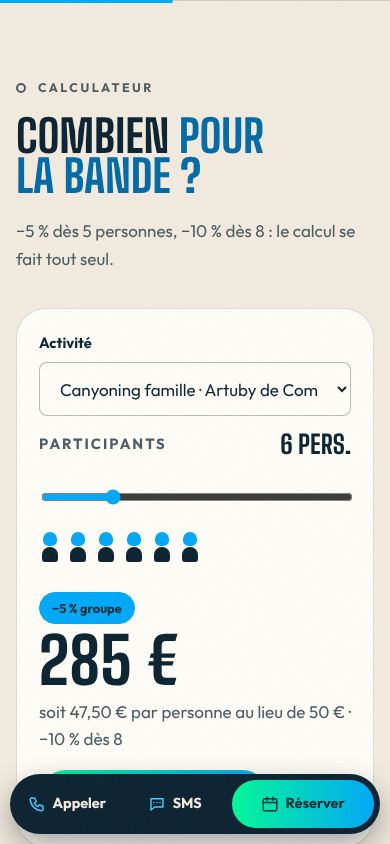 CALCULATEUR
COMBIEN POUR
LA BANDE ?
−5 % dès 5 personnes, −10 % dès 8 : le calcul se
fait tout seul.
Activité
Canyoning famille · Artuby de Com
PARTICIPANTS
6 PERS.
−5 % groupe
285 €
soit 47,50 € par personne au lieu de 50 € ·
−10 % dès 8
Appeler
SMS
Réserver